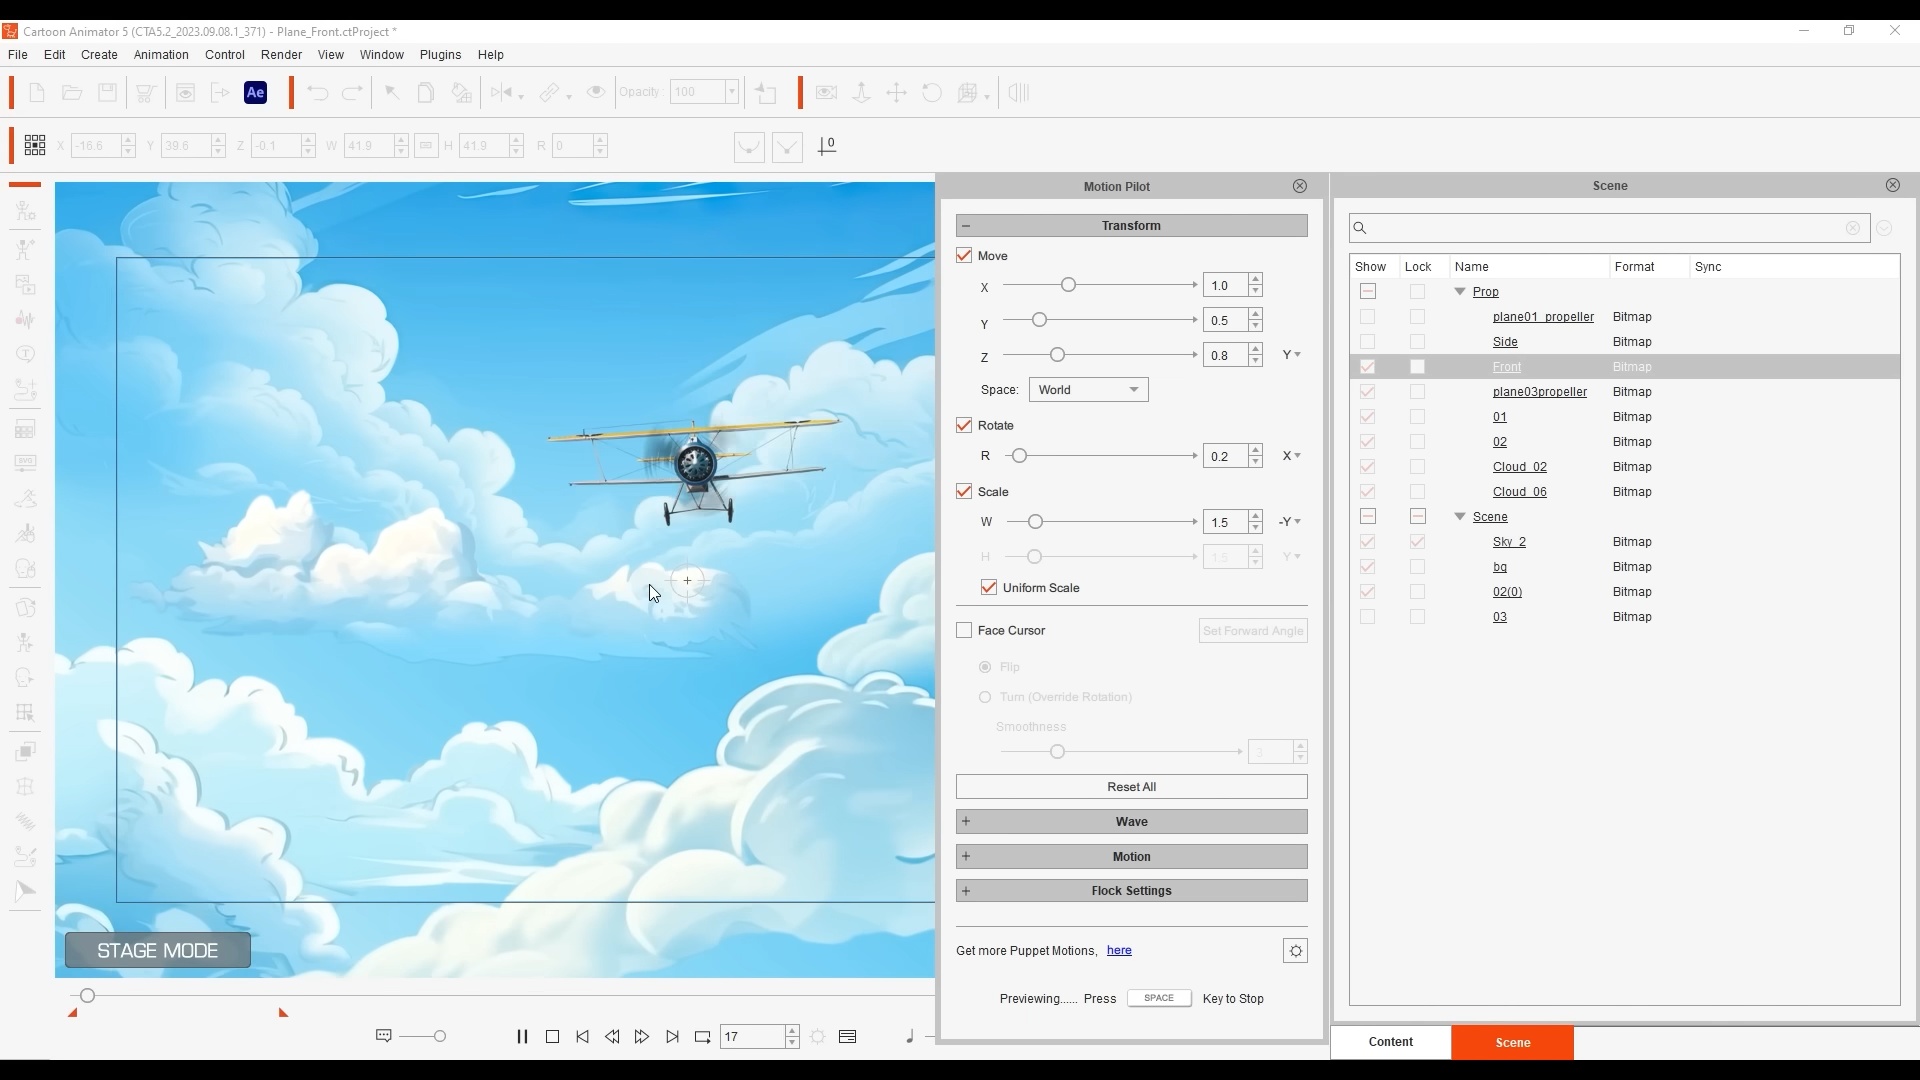 Cartoon Animator 5 (CTA5.2_2023.09.08.1_371) - Plane_Front.ctProject *
File Edit Create Animation Control Render View Window Plugins Help
Ae Opacity : 100
X -16.6 Y 39.6 Z -0.1 W 41.9 H 41.9 R 0 0
Motion Pilot
Transform
Move
X 1.0
Y 0.5
Z 0.8 Y
Space: World
Rotate
R 0.2 X
Scale
W 1.5 -Y
H 1.5 Y
Uniform Scale
Face Cursor Set Forward Angle
Flip
Turn (Override Rotation)
Smoothness
3
Reset All
Wave
Motion
Flock Settings
Get more Puppet Motions, here
Previewing...... Press SPACE Key to Stop
Scene
Show Lock Name Format Sync
Prop
plane01_propeller Bitmap
Side Bitmap
Front Bitmap
plane03propeller Bitmap
01 Bitmap
02 Bitmap
Cloud_02 Bitmap
Cloud_06 Bitmap
Scene
Sky_2 Bitmap
bg Bitmap
02(0) Bitmap
03 Bitmap
STAGE MODE
17
Content Scene